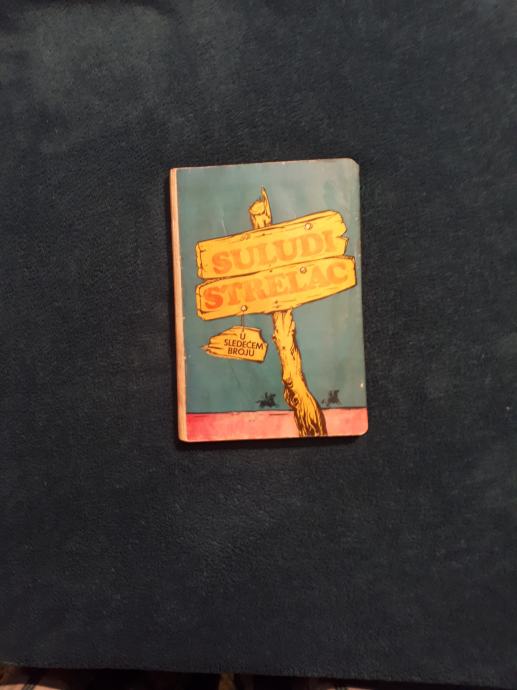 SULUDI
STRELAC
U
SLEDEĆEM
BROJU